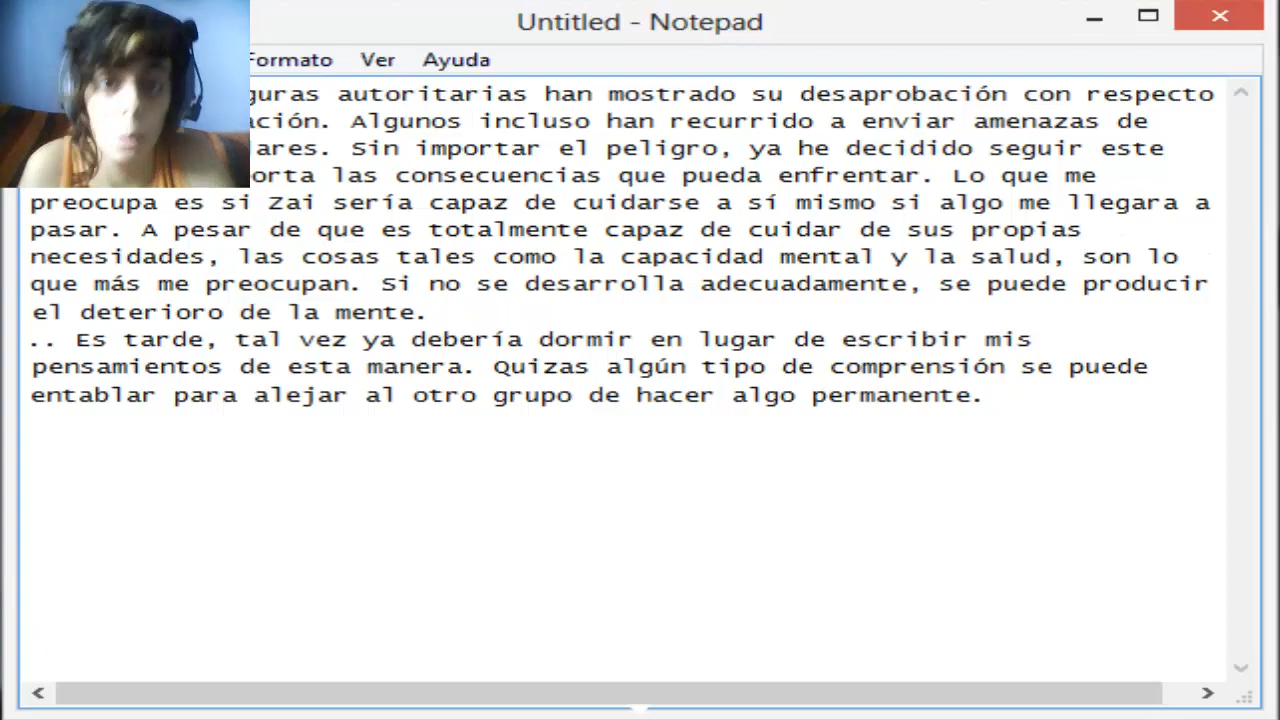 Untitled - Notepad
Formato Ver Ayuda
guras autoritarias han mostrado su desaprobación con respecto
ación. Algunos incluso han recurrido a enviar amenazas de
ares. Sin importar el peligro, ya he decidido seguir este
orta las consecuencias que pueda enfrentar. Lo que me
preocupa es si Zai sería capaz de cuidarse a sí mismo si algo me llegara a
pasar. A pesar de que es totalmente capaz de cuidar de sus propias
necesidades, las cosas tales como la capacidad mental y la salud, son lo
que más me preocupan. Si no se desarrolla adecuadamente, se puede producir
el deterioro de la mente.
.. Es tarde, tal vez ya debería dormir en lugar de escribir mis
pensamientos de esta manera. Quizas algún tipo de comprensión se puede
entablar para alejar al otro grupo de hacer algo permanente.